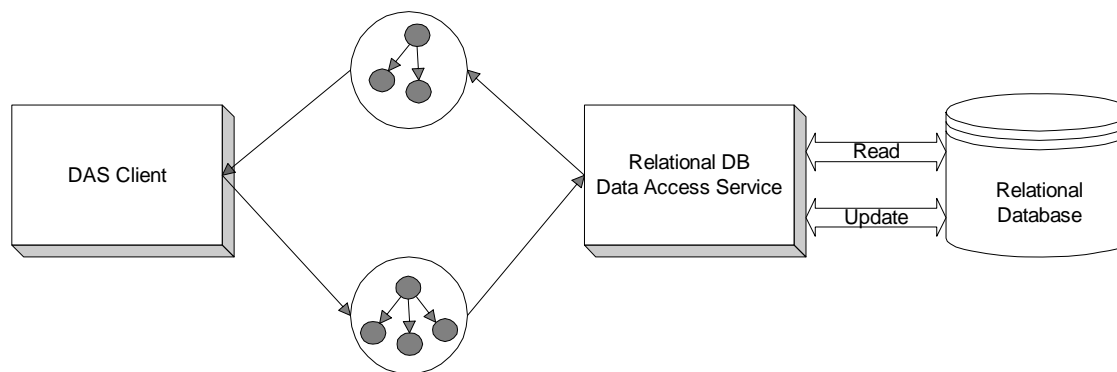 DAS Client
Relational DB
Data Access Service
Read
Update
Relational
Database